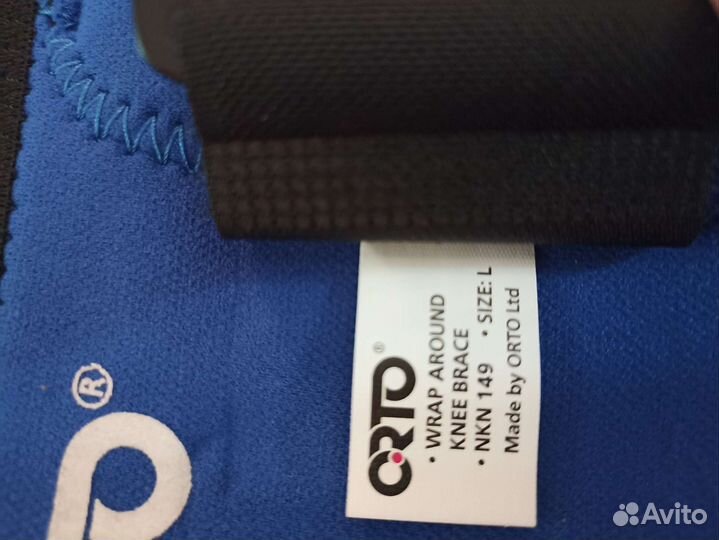 ORTO®
• WRAP AROUND
KNEE BRACE
• NKN 149 • SIZE: L
Made by ORTO Ltd
O®
Avito